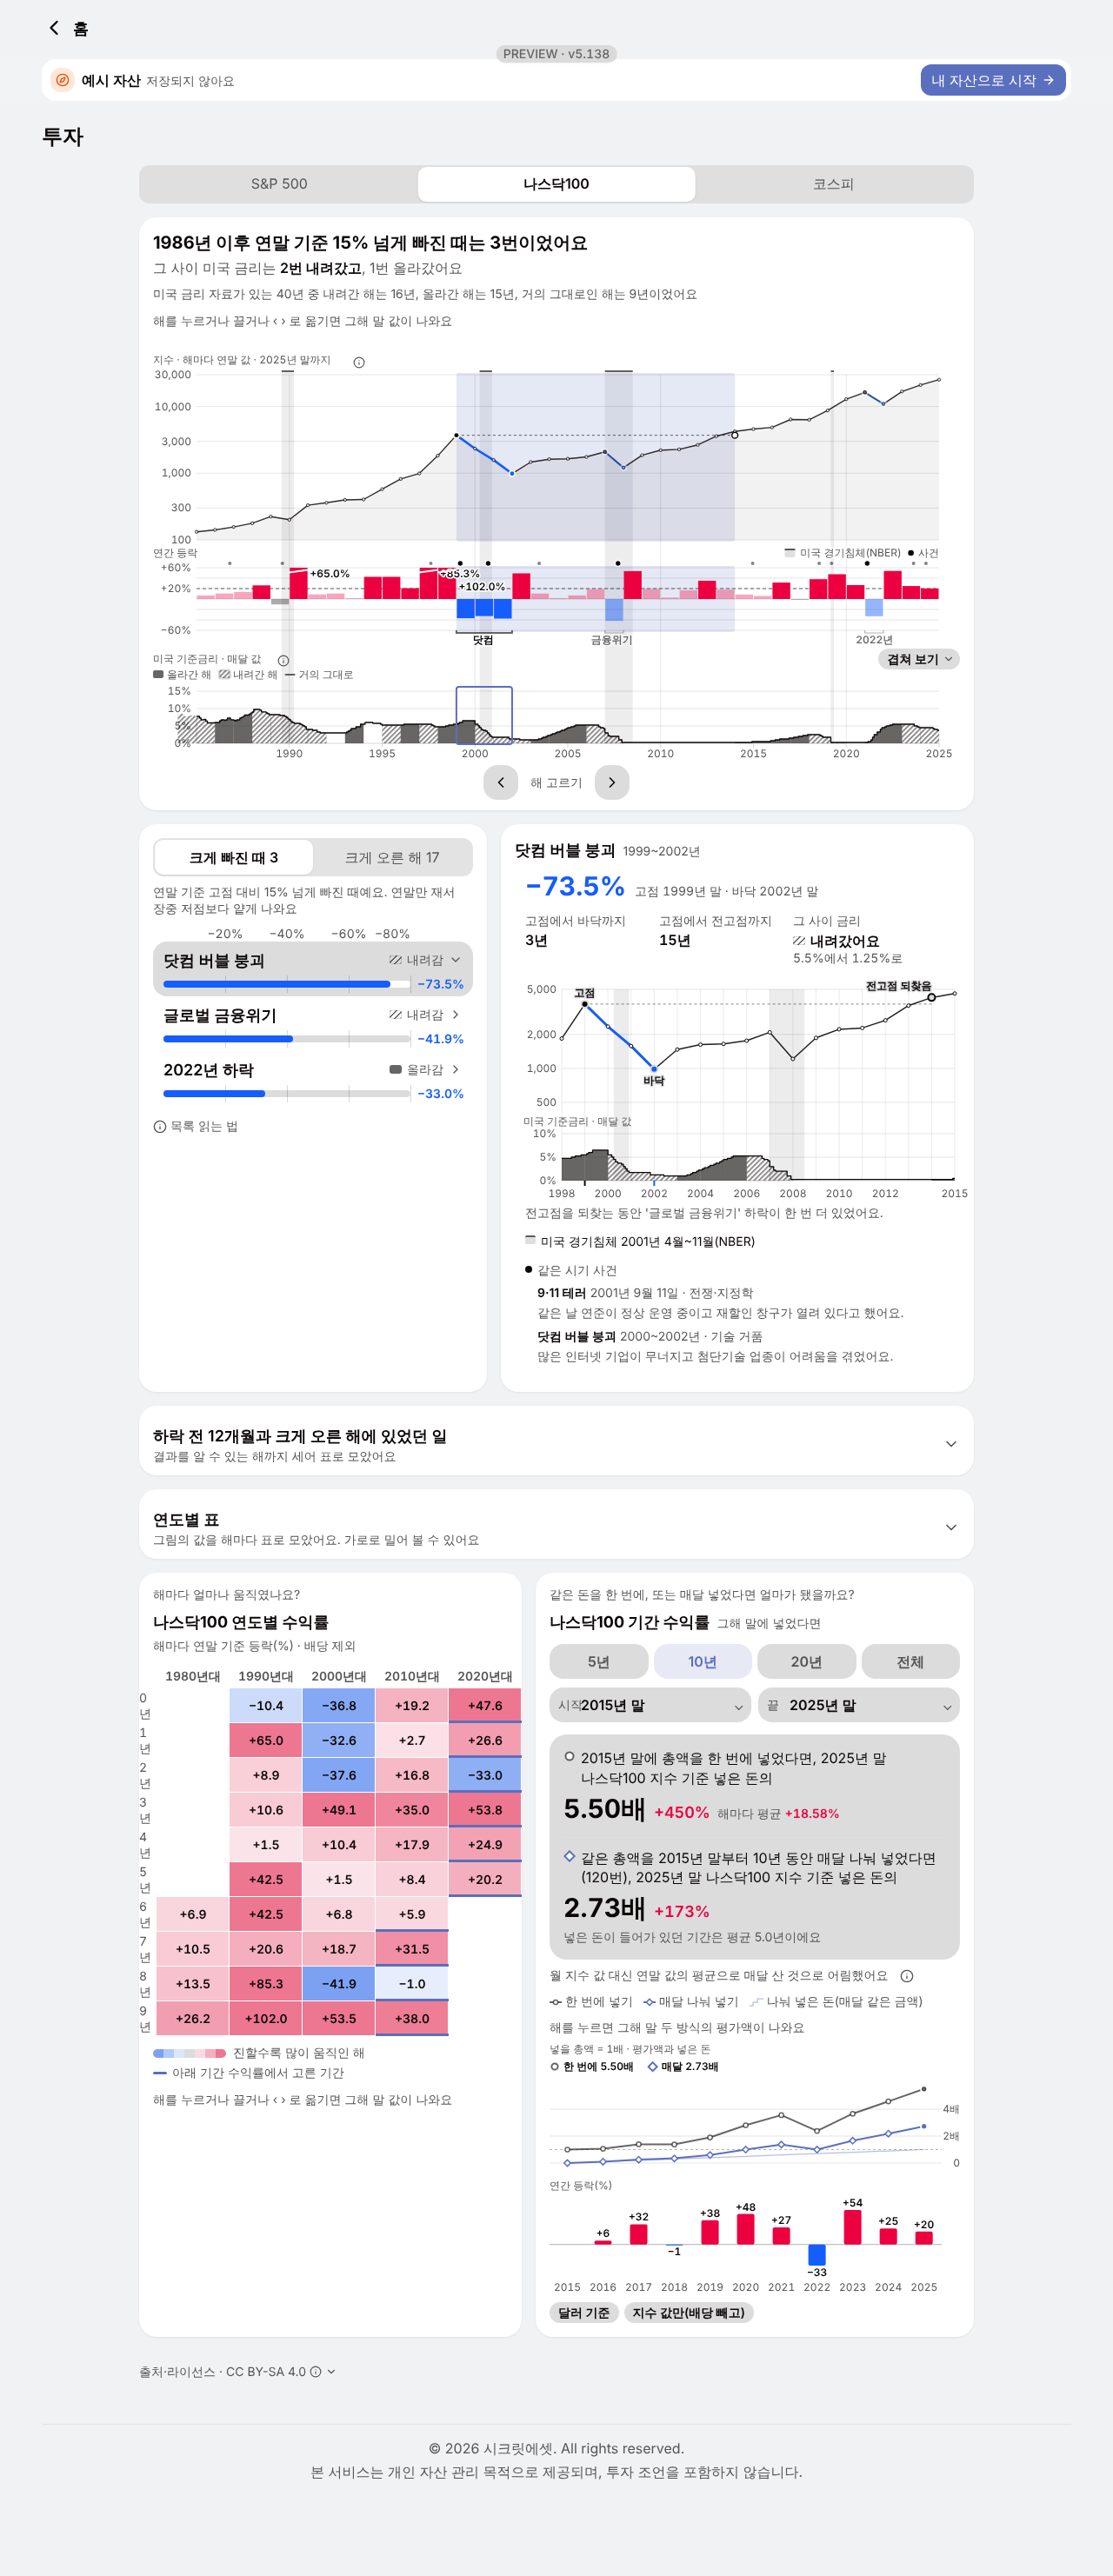 홈
PREVIEW · v5.138
예시 자산 저장되지 않아요
내 자산으로 시작 →
투자
S&P 500
나스닥100
코스피
1986년 이후 연말 기준 15% 넘게 빠진 때는 3번이었어요
그 사이 미국 금리는 2번 내려갔고, 1번 올라갔어요
미국 금리 자료가 있는 40년 중 내려간 해는 16년, 올라간 해는 15년, 거의 그대로인 해는 9년이었어요
해를 누르거나 끌거나 ‹ › 로 옮기면 그해 말 값이 나와요
지수 · 해마다 연말 값 · 2025년 말까지
30,000
10,000
3,000
1,000
300
100
연간 등락
미국 경기침체(NBER) ● 사건
+60%
+20%
−60%
+65.0%
+85.3%
+102.0%
닷컴
금융위기
2022년
미국 기준금리 · 매달 값
겹쳐 보기
올라간 해 내려간 해 거의 그대로
15%
10%
5%
0%
1990 1995 2000 2005 2010 2015 2020 2025
해 고르기
크게 빠진 때 3
크게 오른 해 17
연말 기준 고점 대비 15% 넘게 빠진 때예요. 연말만 재서
장중 저점보다 얕게 나와요
−20% −40% −60% −80%
닷컴 버블 붕괴 내려감
−73.5%
글로벌 금융위기 내려감
−41.9%
2022년 하락 올라감
−33.0%
목록 읽는 법
닷컴 버블 붕괴 1999~2002년
−73.5% 고점 1999년 말 · 바닥 2002년 말
고점에서 바닥까지
3년
고점에서 전고점까지
15년
그 사이 금리
내려갔어요
5.5%에서 1.25%로
5,000
2,000
1,000
500
고점
바닥
전고점 되찾음
미국 기준금리 · 매달 값
10%
5%
0%
1998 2000 2002 2004 2006 2008 2010 2012 2015
전고점을 되찾는 동안 '글로벌 금융위기' 하락이 한 번 더 있었어요.
미국 경기침체 2001년 4월~11월(NBER)
같은 시기 사건
9·11 테러 2001년 9월 11일 · 전쟁·지정학
같은 날 연준이 정상 운영 중이고 재할인 창구가 열려 있다고 했어요.
닷컴 버블 붕괴 2000~2002년 · 기술 거품
많은 인터넷 기업이 무너지고 첨단기술 업종이 어려움을 겪었어요.
하락 전 12개월과 크게 오른 해에 있었던 일
결과를 알 수 있는 해까지 세어 표로 모았어요
연도별 표
그림의 값을 해마다 표로 모았어요. 가로로 밀어 볼 수 있어요
해마다 얼마나 움직였나요?
나스닥100 연도별 수익률
해마다 연말 기준 등락(%) · 배당 제외
1980년대 1990년대 2000년대 2010년대 2020년대
0년 −10.4 −36.8 +19.2 +47.6
1년 +65.0 −32.6 +2.7 +26.6
2년 +8.9 −37.6 +16.8 −33.0
3년 +10.6 +49.1 +35.0 +53.8
4년 +1.5 +10.4 +17.9 +24.9
5년 +42.5 +1.5 +8.4 +20.2
6년 +6.9 +42.5 +6.8 +5.9
7년 +10.5 +20.6 +18.7 +31.5
8년 +13.5 +85.3 −41.9 −1.0
9년 +26.2 +102.0 +53.5 +38.0
진할수록 많이 움직인 해
아래 기간 수익률에서 고른 기간
해를 누르거나 끌거나 ‹ › 로 옮기면 그해 말 값이 나와요
같은 돈을 한 번에, 또는 매달 넣었다면 얼마가 됐을까요?
나스닥100 기간 수익률 그해 말에 넣었다면
5년
10년
20년
전체
시작 2015년 말
끝 2025년 말
2015년 말에 총액을 한 번에 넣었다면, 2025년 말
나스닥100 지수 기준 넣은 돈의
5.50배 +450% 해마다 평균 +18.58%
같은 총액을 2015년 말부터 10년 동안 매달 나눠 넣었다면
(120번), 2025년 말 나스닥100 지수 기준 넣은 돈의
2.73배 +173%
넣은 돈이 들어가 있던 기간은 평균 5.0년이에요
월 지수 값 대신 연말 값의 평균으로 매달 산 것으로 어림했어요
한 번에 넣기 매달 나눠 넣기 나눠 넣은 돈(매달 같은 금액)
해를 누르면 그해 말 두 방식의 평가액이 나와요
넣을 총액 = 1배 · 평가액과 넣은 돈
한 번에 5.50배 매달 2.73배
4배
2배
0
연간 등락(%)
+6 +32 −1 +38 +48 +27 −33 +54 +25 +20
2015 2016 2017 2018 2019 2020 2021 2022 2023 2024 2025
달러 기준
지수 값만(배당 빼고)
출처·라이선스 · CC BY-SA 4.0
© 2026 시크릿에셋. All rights reserved.
본 서비스는 개인 자산 관리 목적으로 제공되며, 투자 조언을 포함하지 않습니다.